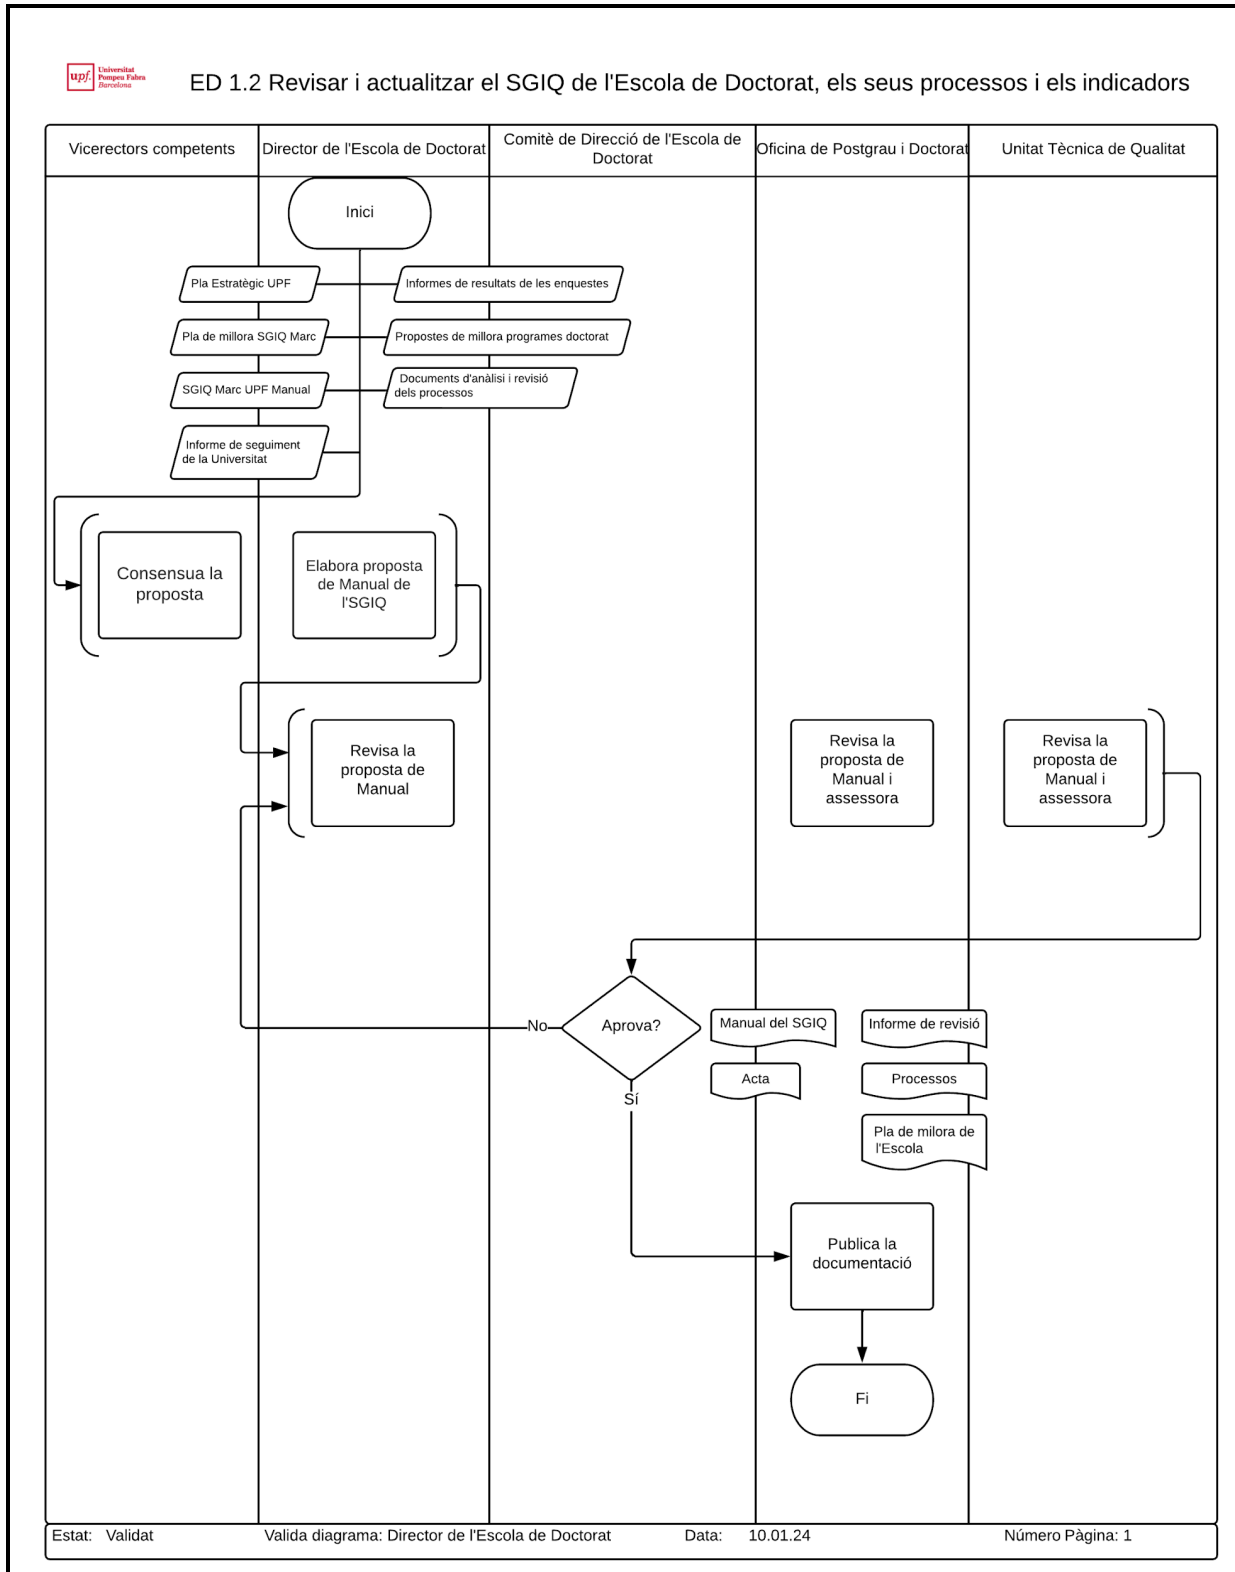 upf.
Universitat
Pompeu Fabra
Barcelona
ED 1.2 Revisar i actualitzar el SGIQ de l'Escola de Doctorat, els seus processos i els indicadors
Vicerectors competents
Director de l'Escola de Doctorat
Comitè de Direcció de l'Escola de
Doctorat
Oficina de Postgrau i Doctorat
Unitat Tècnica de Qualitat
Inici
Pla Estratègic UPF
Informes de resultats de les enquestes
Pla de millora SGIQ Marc
Propostes de millora programes doctorat
SGIQ Marc UPF Manual
Documents d'anàlisi i revisió
dels processos
Informe de seguiment
de la Universitat
Consensua la
proposta
Elabora proposta
de Manual de
l'SGIQ
Revisa la
proposta de
Manual
Revisa la
proposta de
Manual i
assessora
Revisa la
proposta de
Manual i
assessora
No
Aprova?
Sí
Manual del SGIQ
Informe de revisió
Acta
Processos
Pla de milora de
l'Escola
Publica la
documentació
Fi
Estat: Validat
Valida diagrama: Director de l'Escola de Doctorat
Data: 10.01.24
Número Pàgina: 1